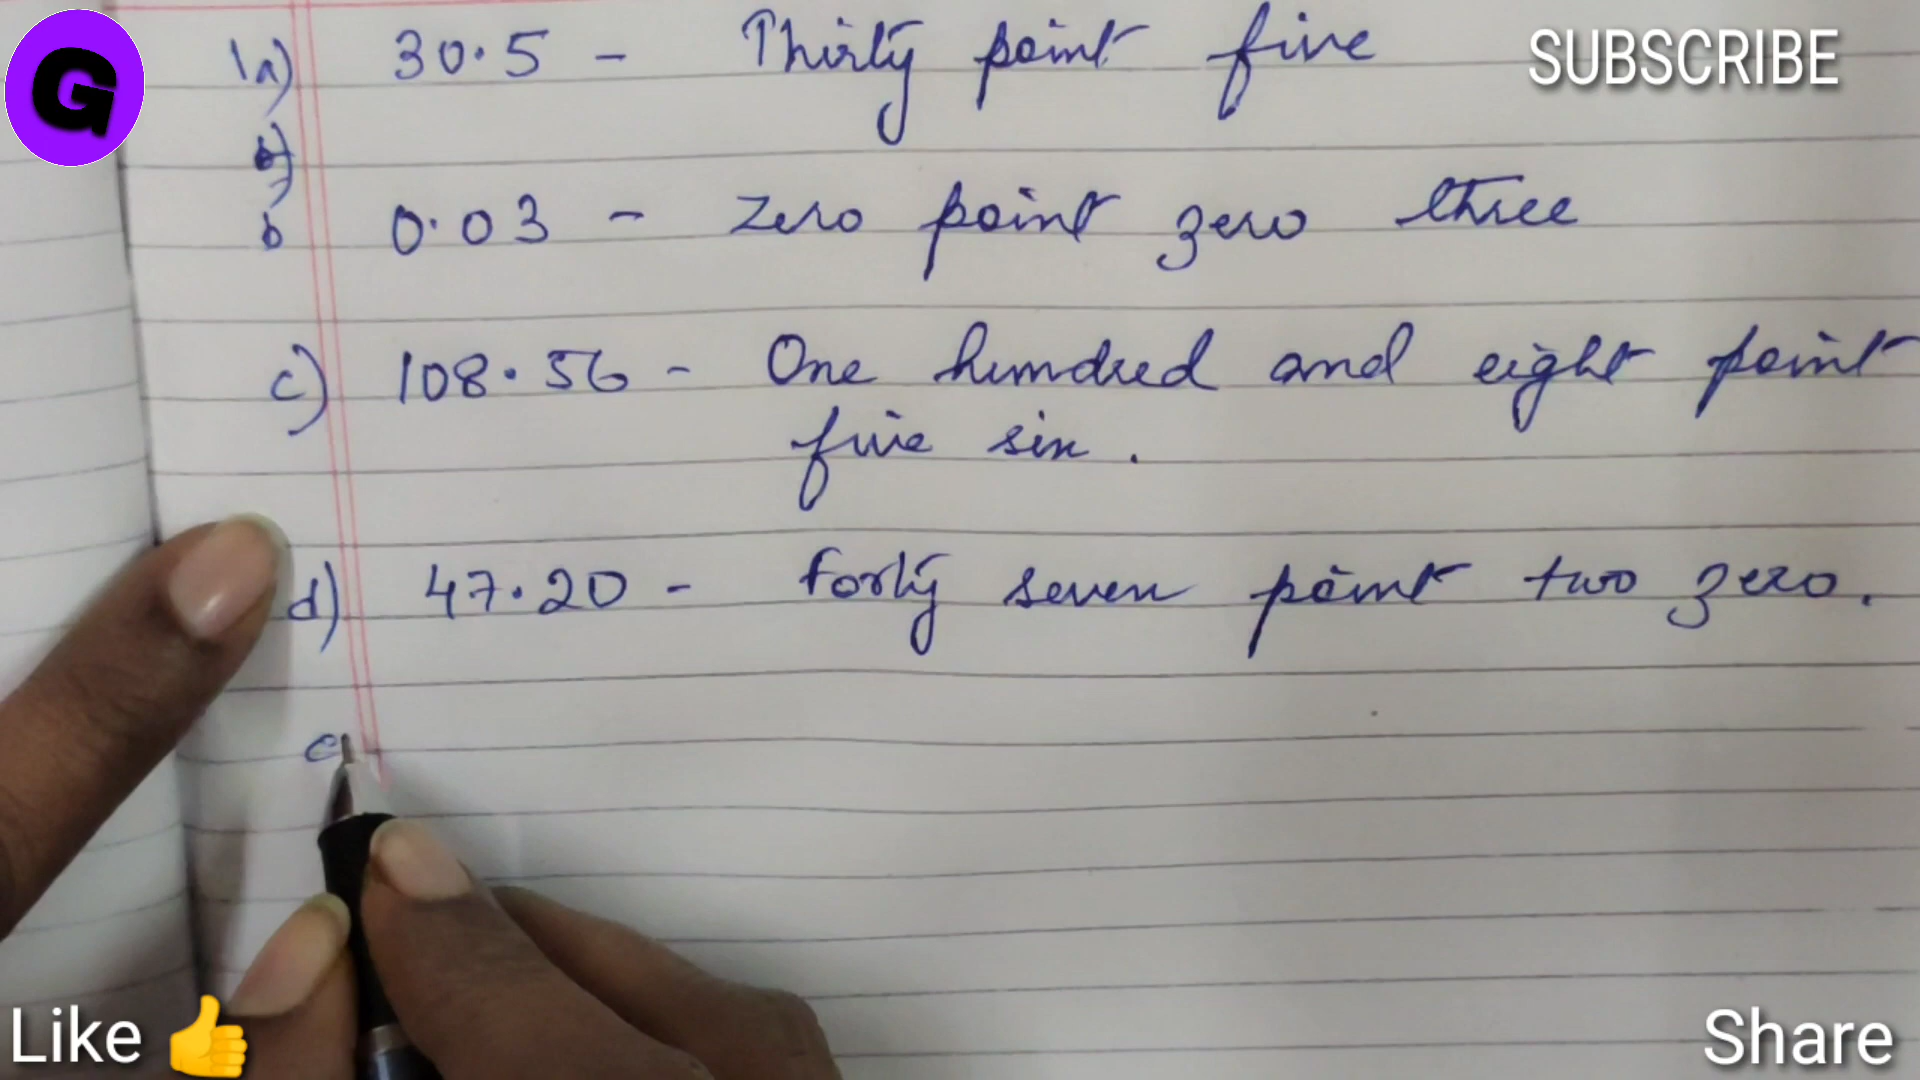 G
SUBSCRIBE
1a) 30.5 - Thirty point five
b)
b 0.03 - Zero point zero three
c) 108.56 - One hundred and eight point
five six.
d) 47.20 - forty seven point two zero.
e
Like 👍
Share